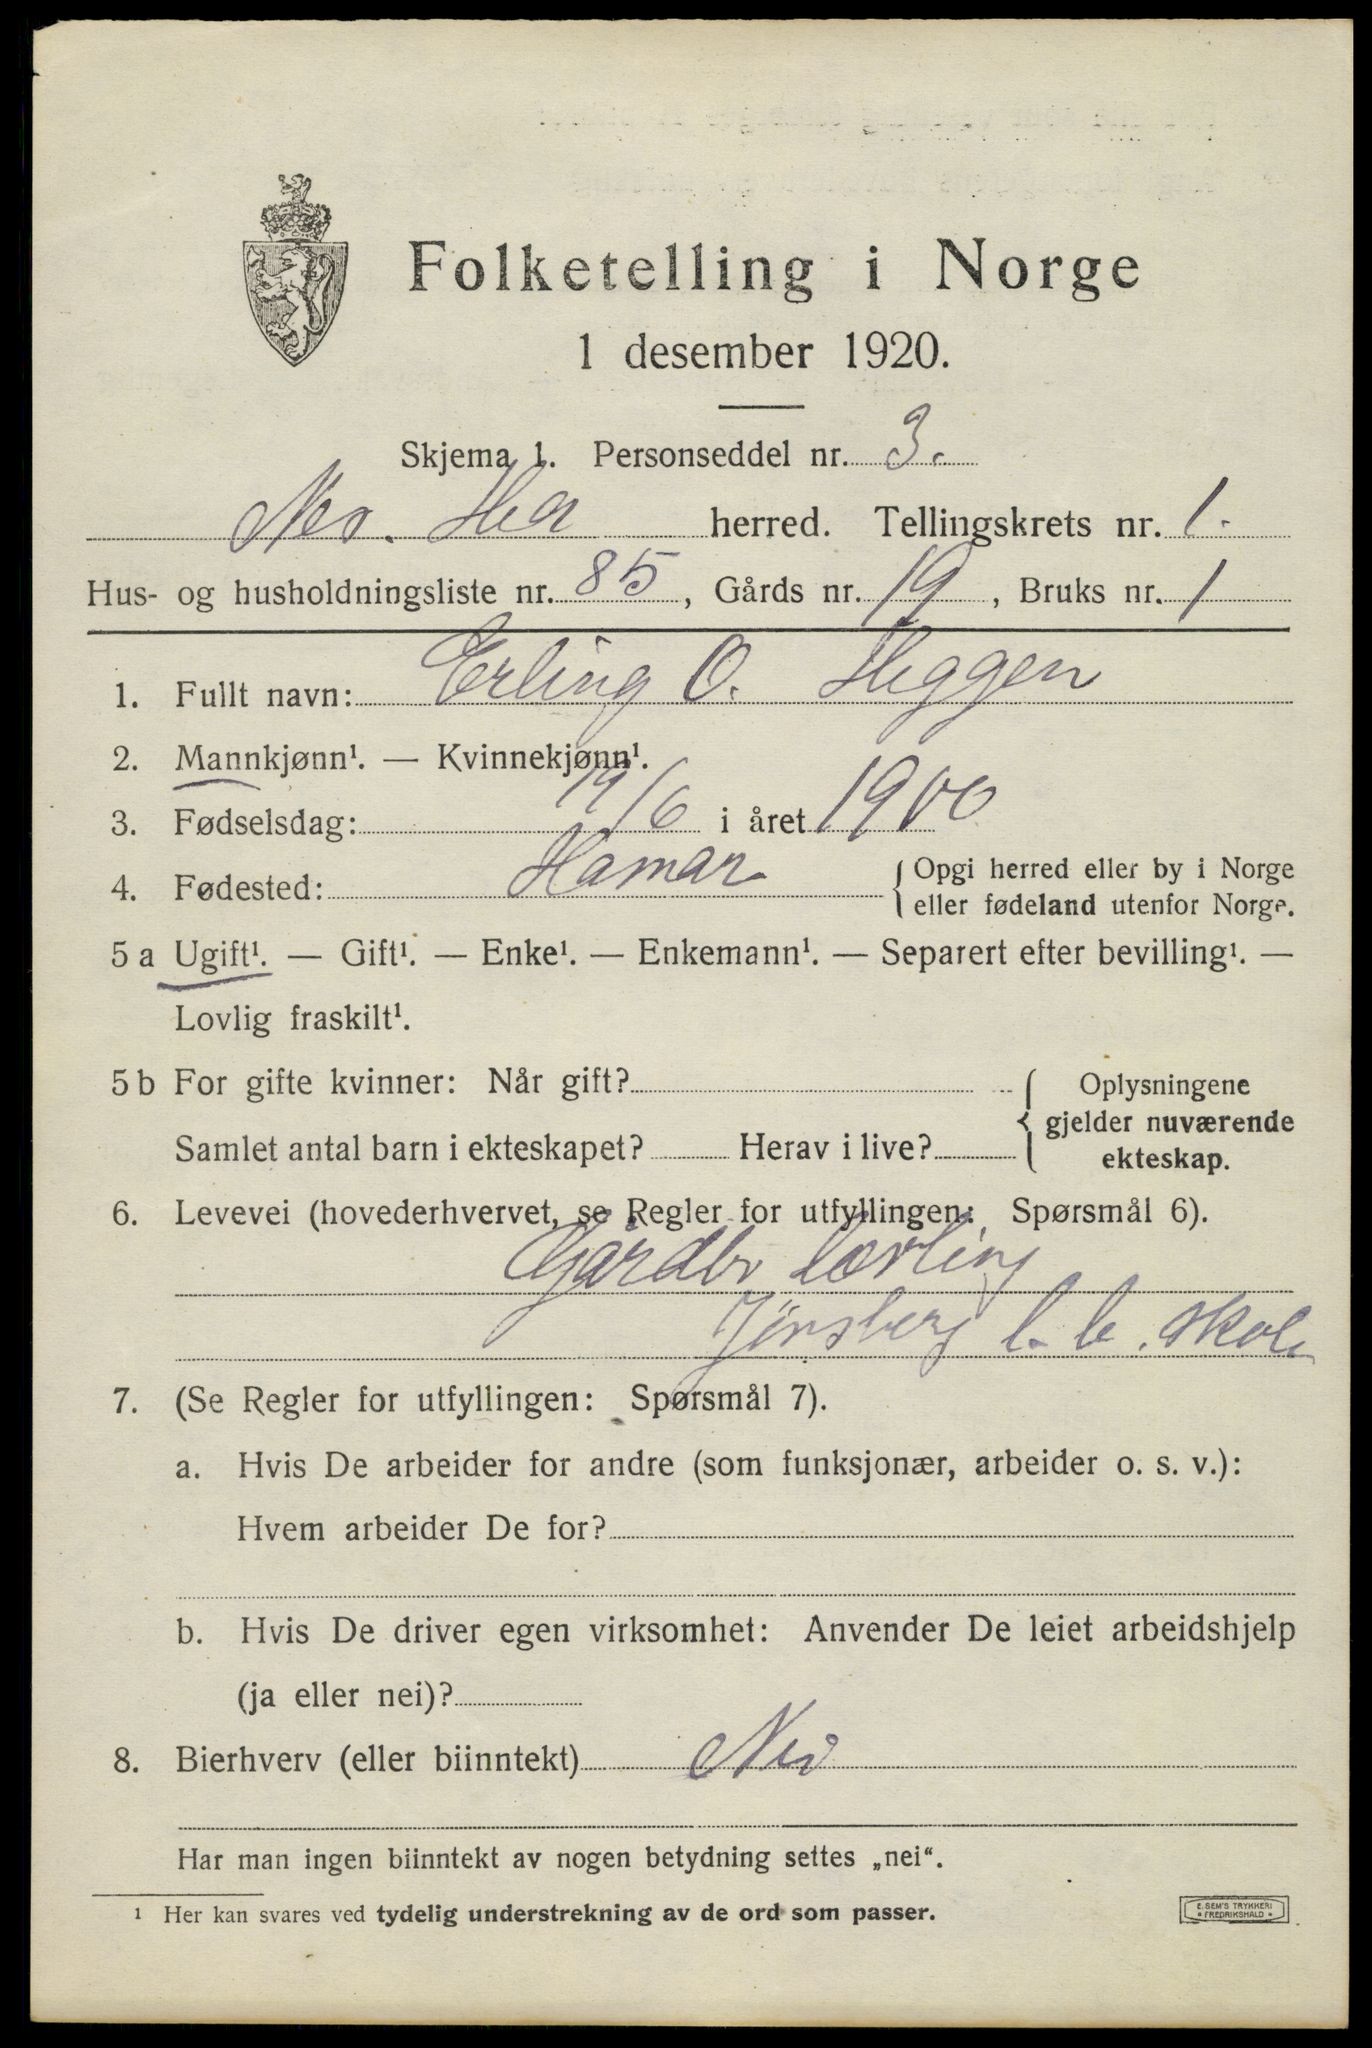 Folketelling i Norge
1 desember 1920.
Skjema 1. Personseddel nr. 3.
Nes. Hed herred. Tellingskrets nr. 1.
Hus- og husholdningsliste nr. 85, Gårds nr. 19, Bruks nr. 1
1. Fullt navn: Erling O. Heggen
2. Mannkjønn¹. — Kvinnekjønn¹.
3. Fødselsdag: 19/6 i året 1900
4. Fødested: Hamar { Opgi herred eller by i Norge
eller fødeland utenfor Norge.
5 a Ugift¹. — Gift¹. — Enke¹. — Enkemann¹. — Separert efter bevilling¹. —
Lovlig fraskilt¹.
5 b For gifte kvinner: Når gift? { Oplysningene
gjelder nuværende
Samlet antal barn i ekteskapet? Herav i live? ekteskap.
6. Levevei (hovederhvervet, se Regler for utfyllingen: Spørsmål 6).
Gårdbr lærling
Jønsberg l. b. skole
7. (Se Regler for utfyllingen: Spørsmål 7).
a. Hvis De arbeider for andre (som funksjonær, arbeider o. s. v.):
Hvem arbeider De for?
b. Hvis De driver egen virksomhet: Anvender De leiet arbeidshjelp
(ja eller nei)?
8. Bierhverv (eller biinntekt) Nei
Har man ingen biinntekt av nogen betydning settes „nei“.
¹ Her kan svares ved tydelig understrekning av de ord som passer.
E. SEM'S TRYKKERI
• FREDRIKSHALD •